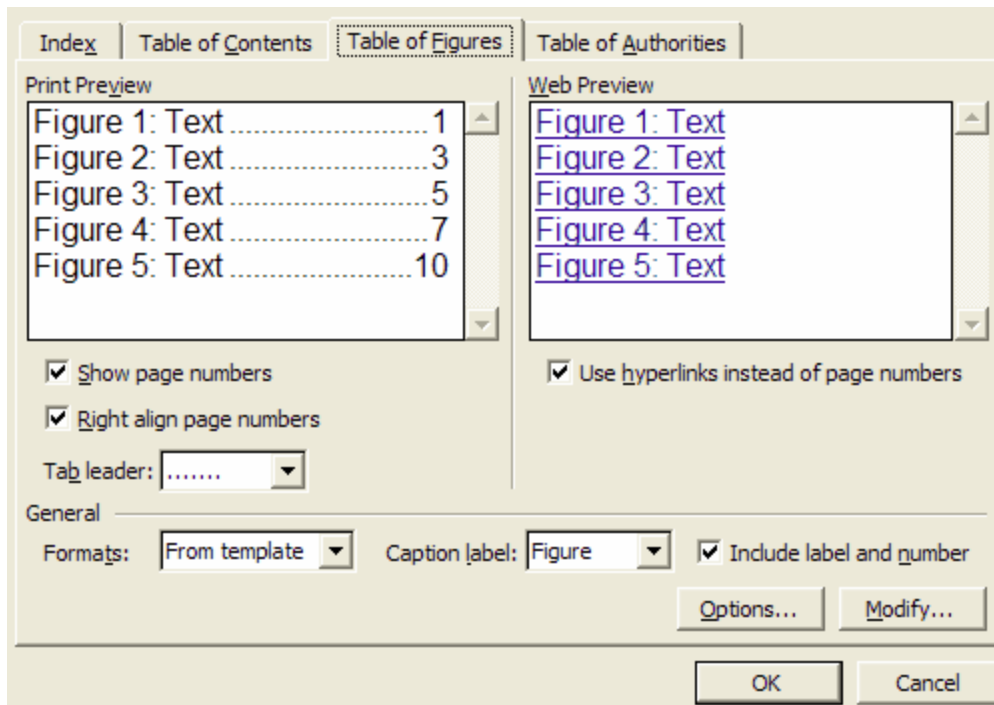 Index Table of Contents Table of Figures Table of Authorities
Print Preview
Figure 1: Text ........................ 1
Figure 2: Text ........................ 3
Figure 3: Text ........................ 5
Figure 4: Text ........................ 7
Figure 5: Text ...................... 10
Web Preview
Figure 1: Text
Figure 2: Text
Figure 3: Text
Figure 4: Text
Figure 5: Text
Show page numbers
Right align page numbers
Tab leader: .......
Use hyperlinks instead of page numbers
General
Formats: From template Caption label: Figure Include label and number
Options... Modify...
OK Cancel